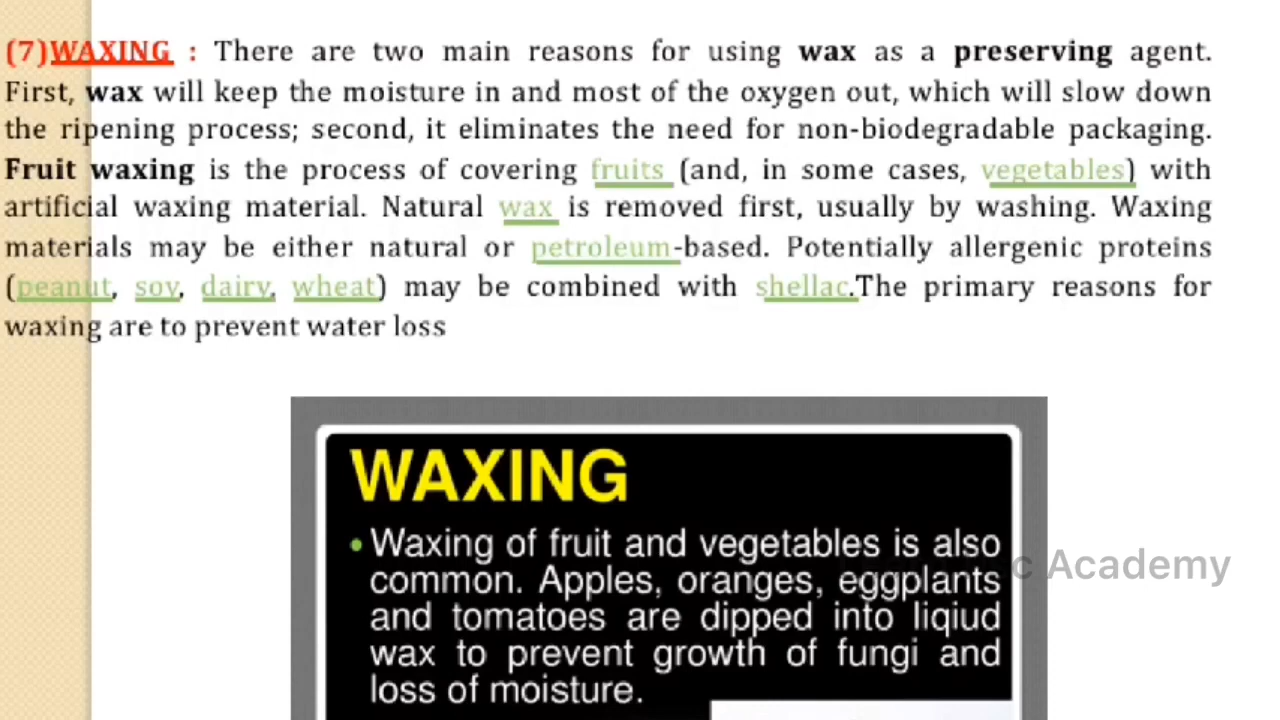 (7)WAXING : There are two main reasons for using wax as a preserving agent.
First, wax will keep the moisture in and most of the oxygen out, which will slow down
the ripening process; second, it eliminates the need for non-biodegradable packaging.
Fruit waxing is the process of covering fruits (and, in some cases, vegetables) with
artificial waxing material. Natural wax is removed first, usually by washing. Waxing
materials may be either natural or petroleum-based. Potentially allergenic proteins
(peanut, soy, dairy, wheat) may be combined with shellac.The primary reasons for
waxing are to prevent water loss
WAXING
• Waxing of fruit and vegetables is also
common. Apples, oranges, eggplants
and tomatoes are dipped into liqiud
wax to prevent growth of fungi and
loss of moisture.
Academy